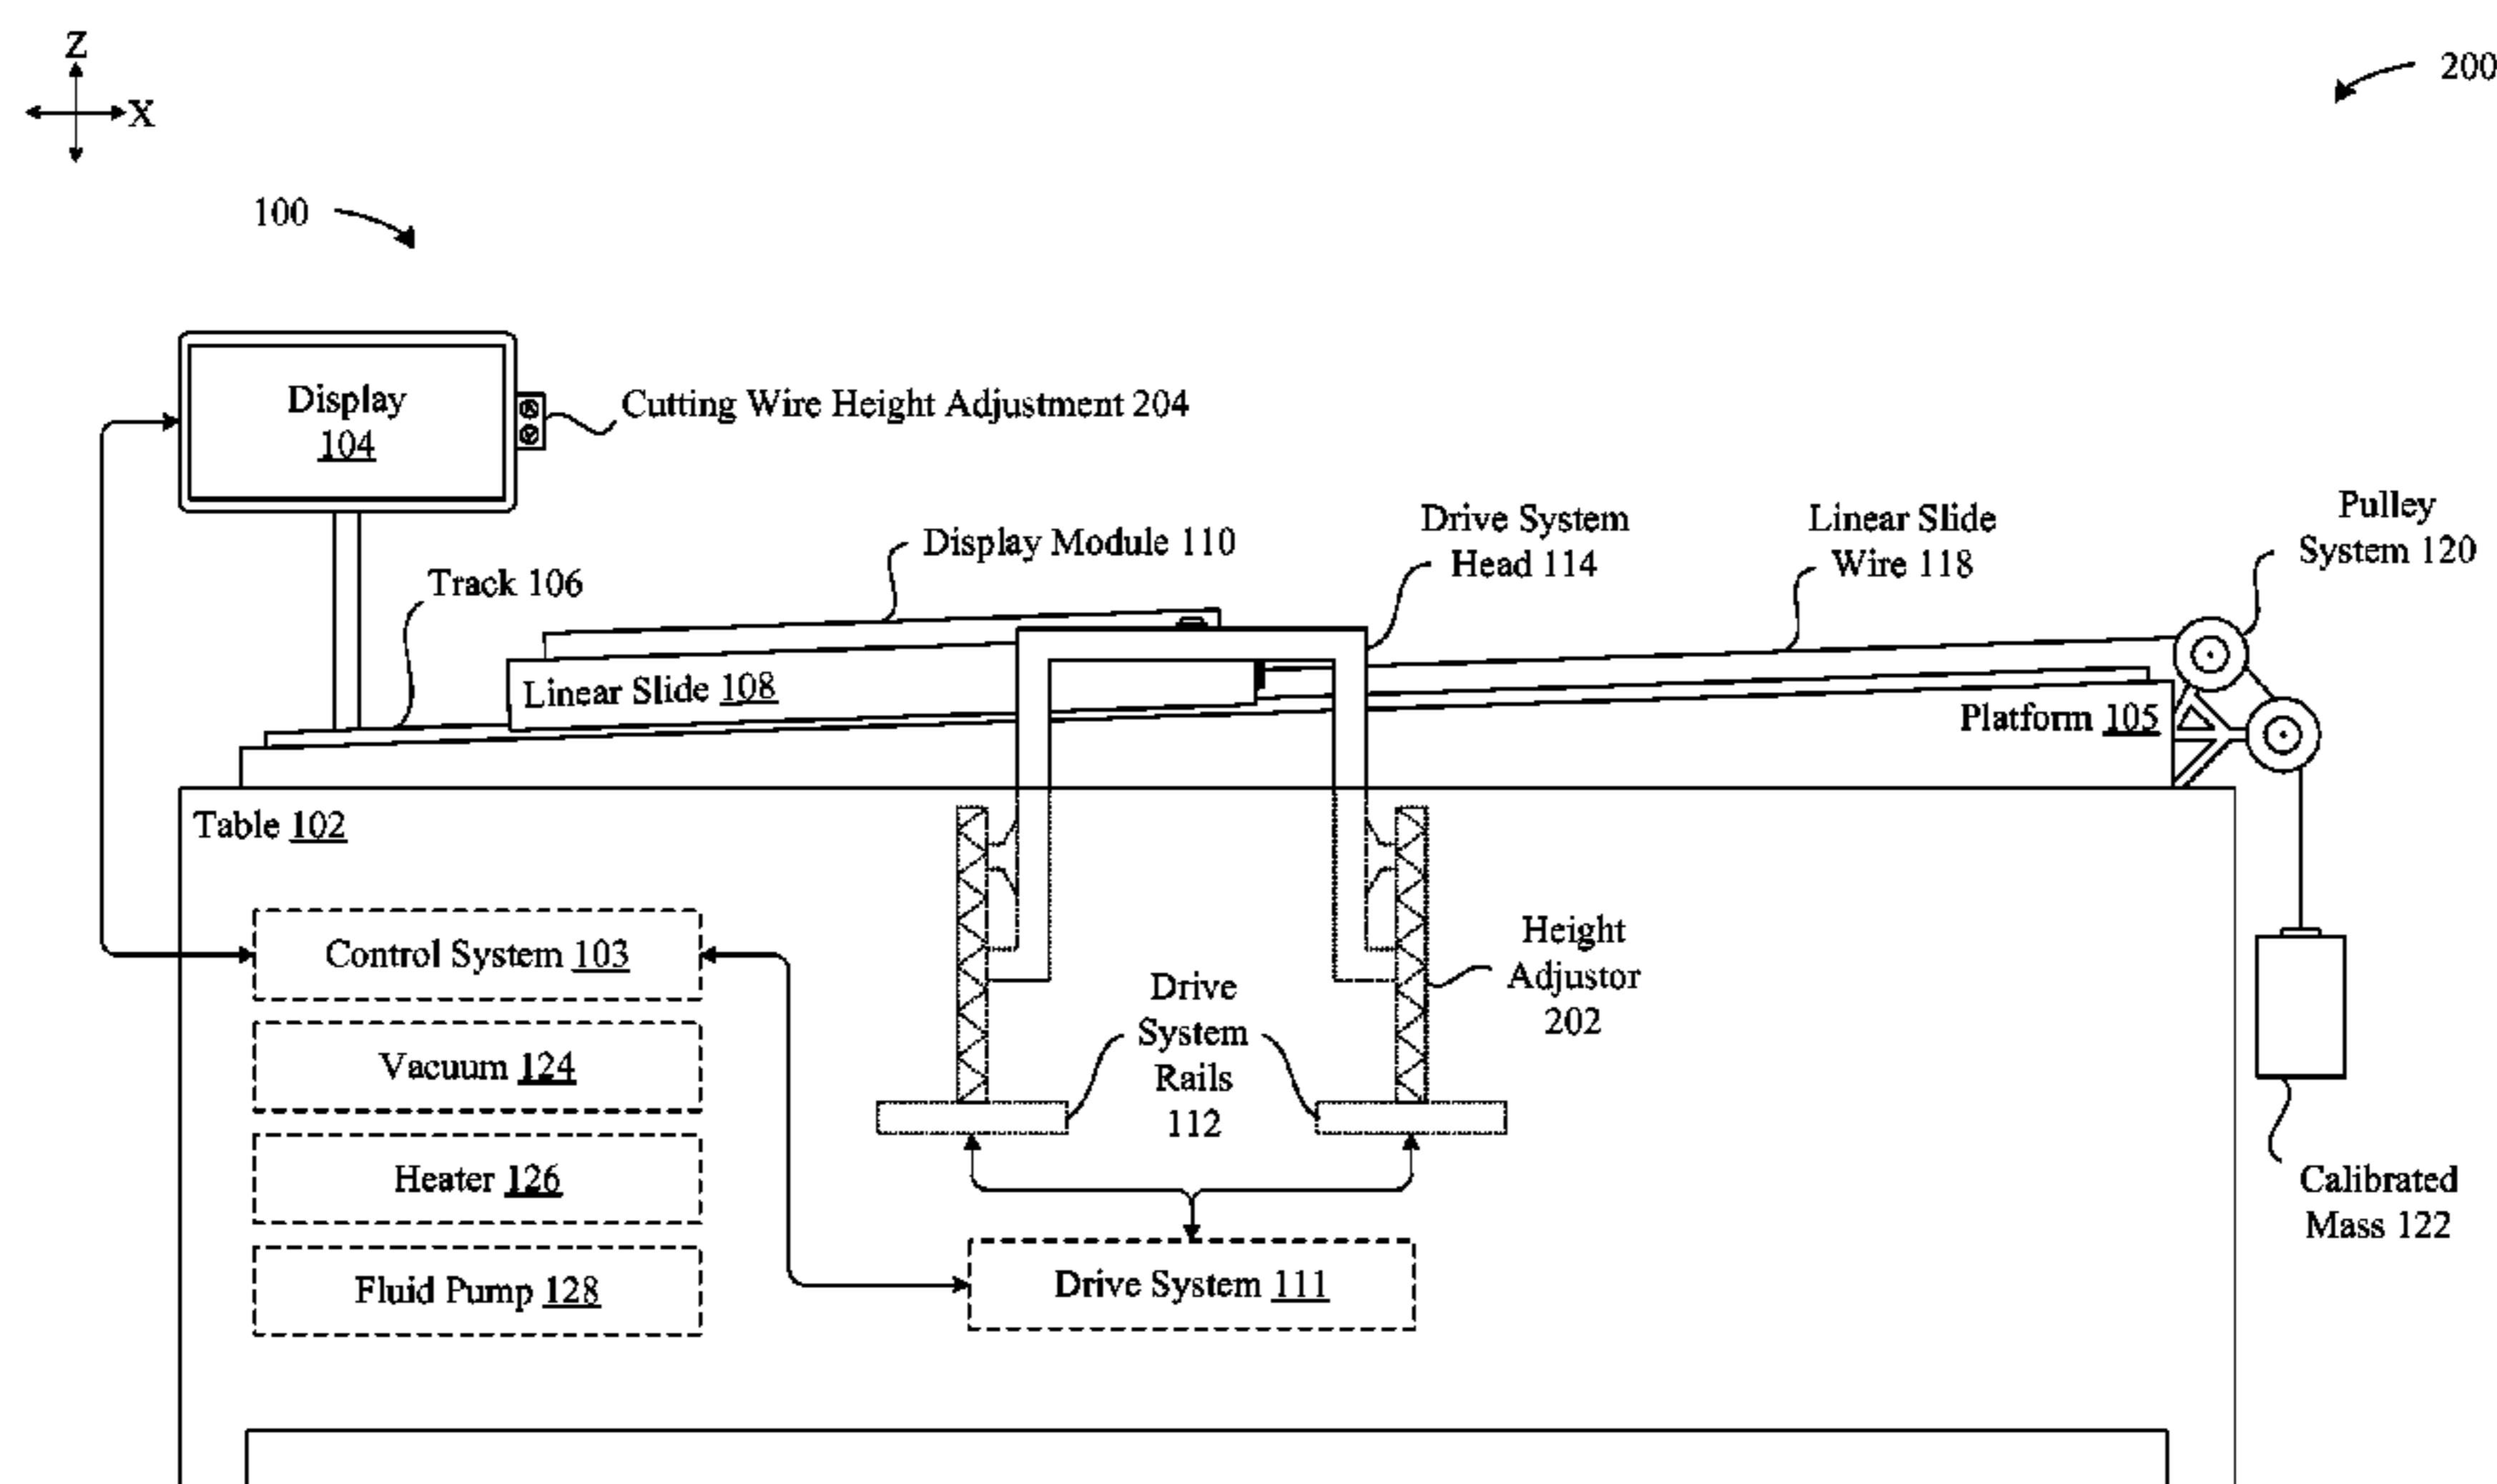 Z
X
200
100
Display
104
Cutting Wire Height Adjustment 204
Track 106
Display Module 110
Drive System
Head 114
Linear Slide
Wire 118
Pulley
System 120
Linear Slide 108
Platform 105
Table 102
Control System 103
Vacuum 124
Heater 126
Fluid Pump 128
Drive
System
Rails
112
Height
Adjustor
202
Drive System 111
Calibrated
Mass 122